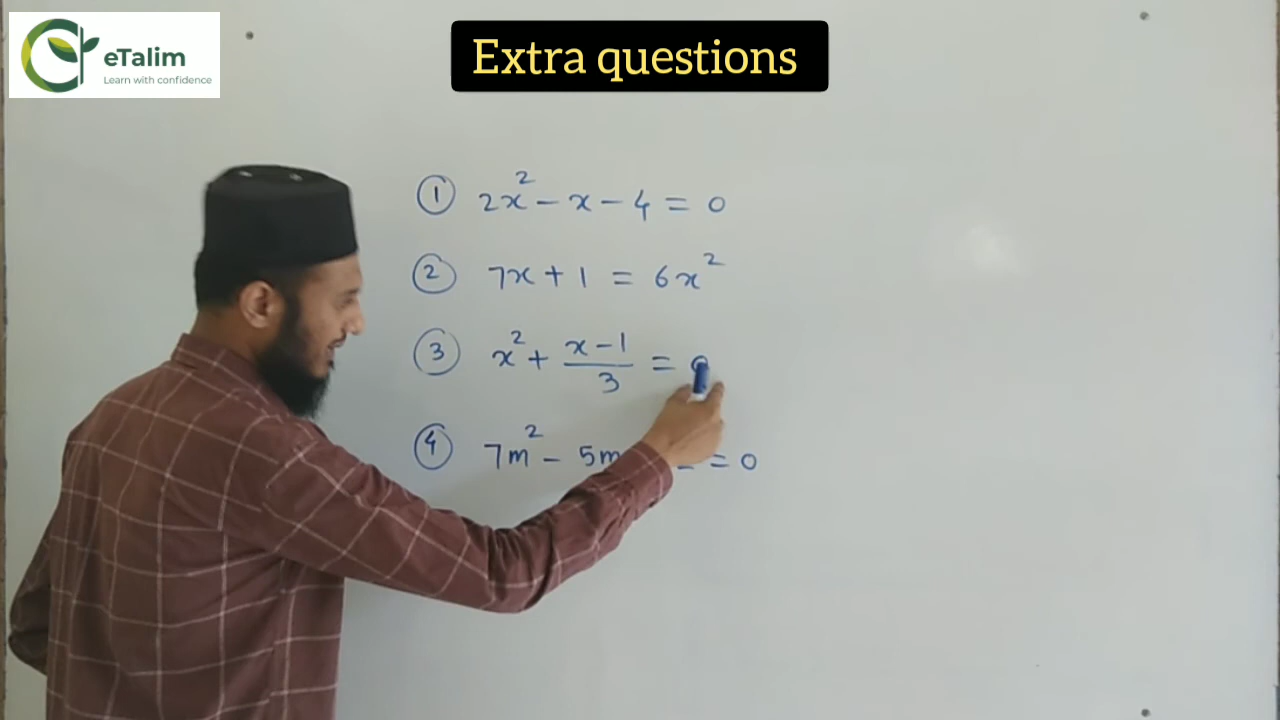 eTalim
Learn with confidence
Extra questions
① 2x² - x - 4 = 0
② 7x + 1 = 6x²
③ x² + (x - 1)/3 =
④ 7m² - 5m = 0